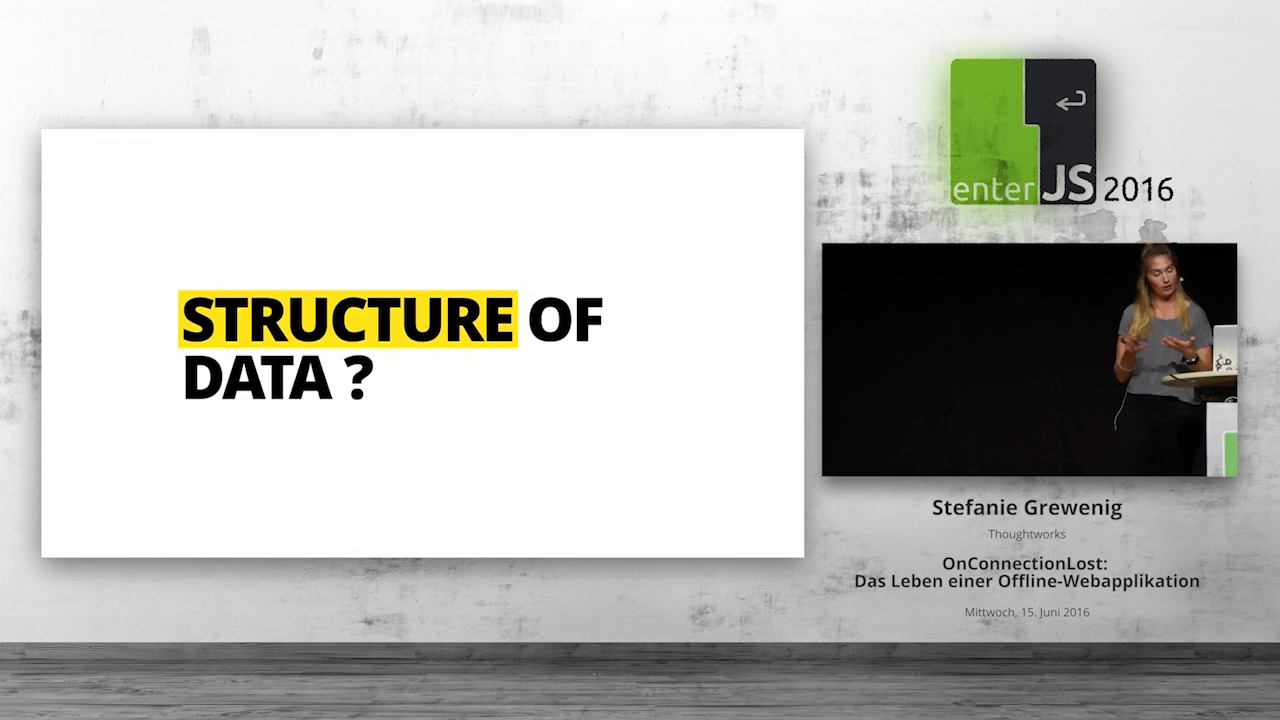 STRUCTURE OF
DATA ?
enter JS 2016
Stefanie Grewenig
Thoughtworks
OnConnectionLost:
Das Leben einer Offline-Webapplikation
Mittwoch, 15. Juni 2016